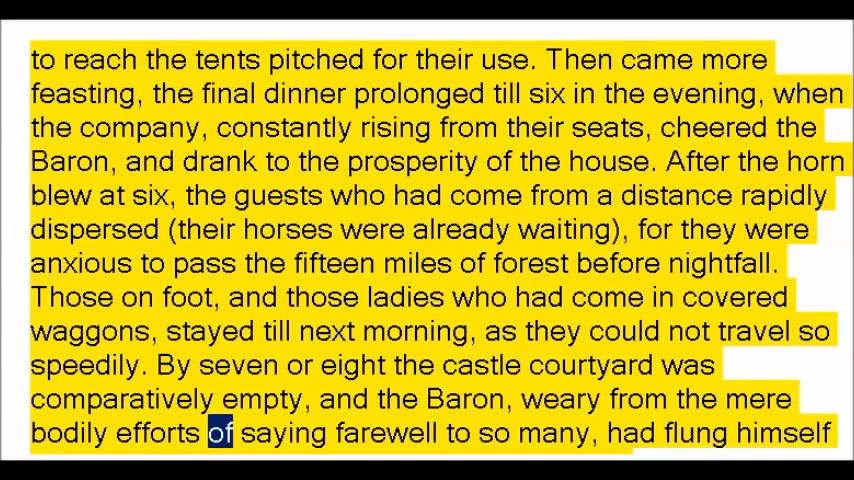 to reach the tents pitched for their use. Then came more
feasting, the final dinner prolonged till six in the evening, when
the company, constantly rising from their seats, cheered the
Baron, and drank to the prosperity of the house. After the horn
blew at six, the guests who had come from a distance rapidly
dispersed (their horses were already waiting), for they were
anxious to pass the fifteen miles of forest before nightfall.
Those on foot, and those ladies who had come in covered
waggons, stayed till next morning, as they could not travel so
speedily. By seven or eight the castle courtyard was
comparatively empty, and the Baron, weary from the mere
bodily efforts of saying farewell to so many, had flung himself